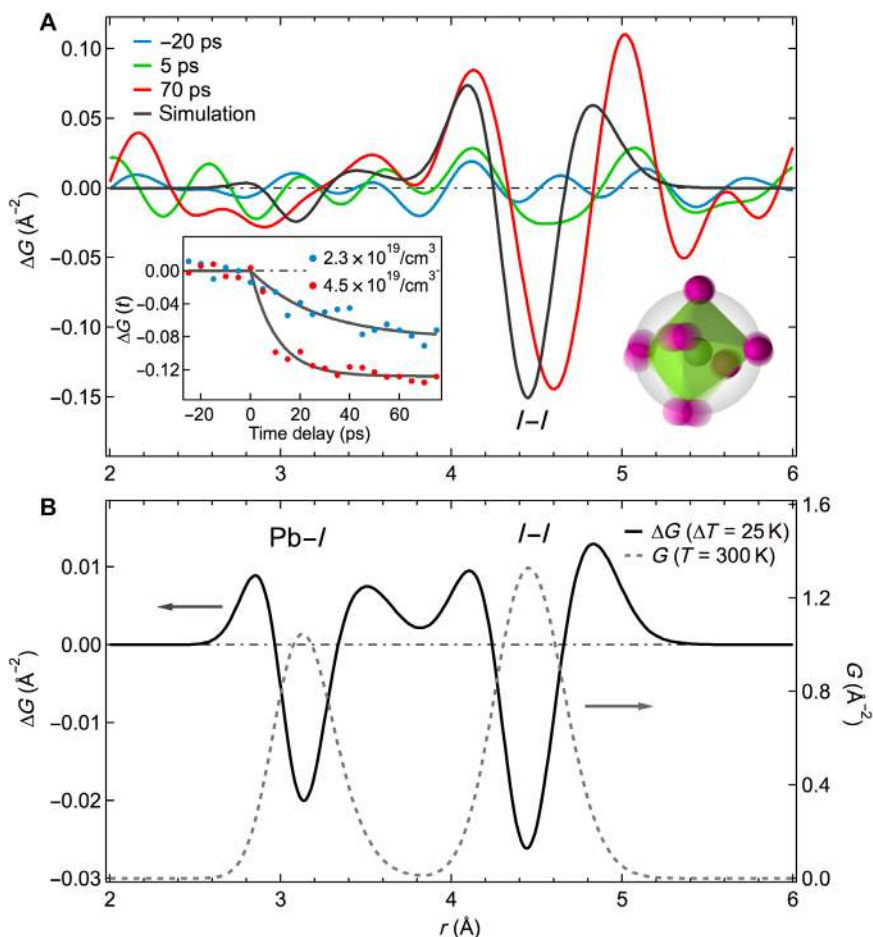 A
−20 ps
5 ps
70 ps
Simulation
ΔG (Å⁻²)
0.10
0.05
0.00
−0.05
−0.10
−0.15
2.3 × 10¹⁹/cm³
4.5 × 10¹⁹/cm³
ΔG (t)
0.00
−0.04
−0.08
−0.12
−20 0 20 40 60
Time delay (ps)
I–I
2 3 4 5 6
B
Pb–I
I–I
ΔG (ΔT = 25 K)
G (T = 300 K)
ΔG (Å⁻²)
0.01
0.00
−0.01
−0.02
−0.03
1.6
1.2
0.8
0.4
0.0
G (Å⁻²)
2 3 4 5 6
r (Å)